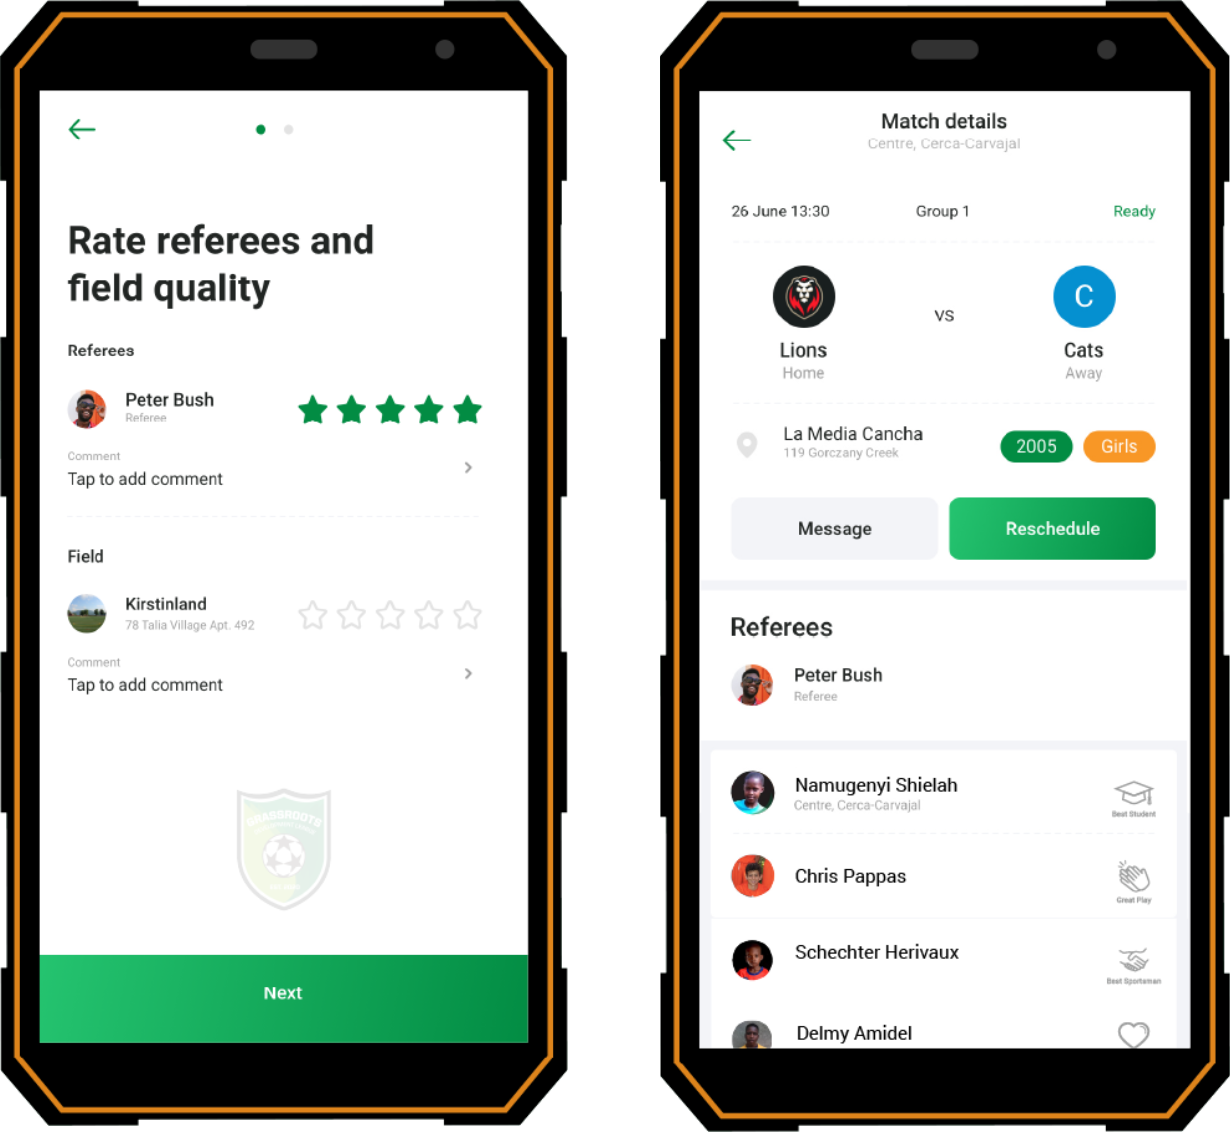 Rate referees and
field quality
Referees
Peter Bush
Referee
Comment
Tap to add comment
Field
Kirstinland
78 Talia Village Apt. 492
Comment
Tap to add comment
GRASSROOTS
Next
Match details
Centre, Cerca-Carvajal
26 June 13:30 Group 1 Ready
vs
C
Lions
Home
Cats
Away
La Media Cancha
119 Gorczany Creek
2005 Girls
Message Reschedule
Referees
Peter Bush
Referee
Namugenyi Shielah
Centre, Cerca-Carvajal
Beat Student
Chris Pappas
Great Play
Schechter Herivaux
Beat Sportsman
Delmy Amidel